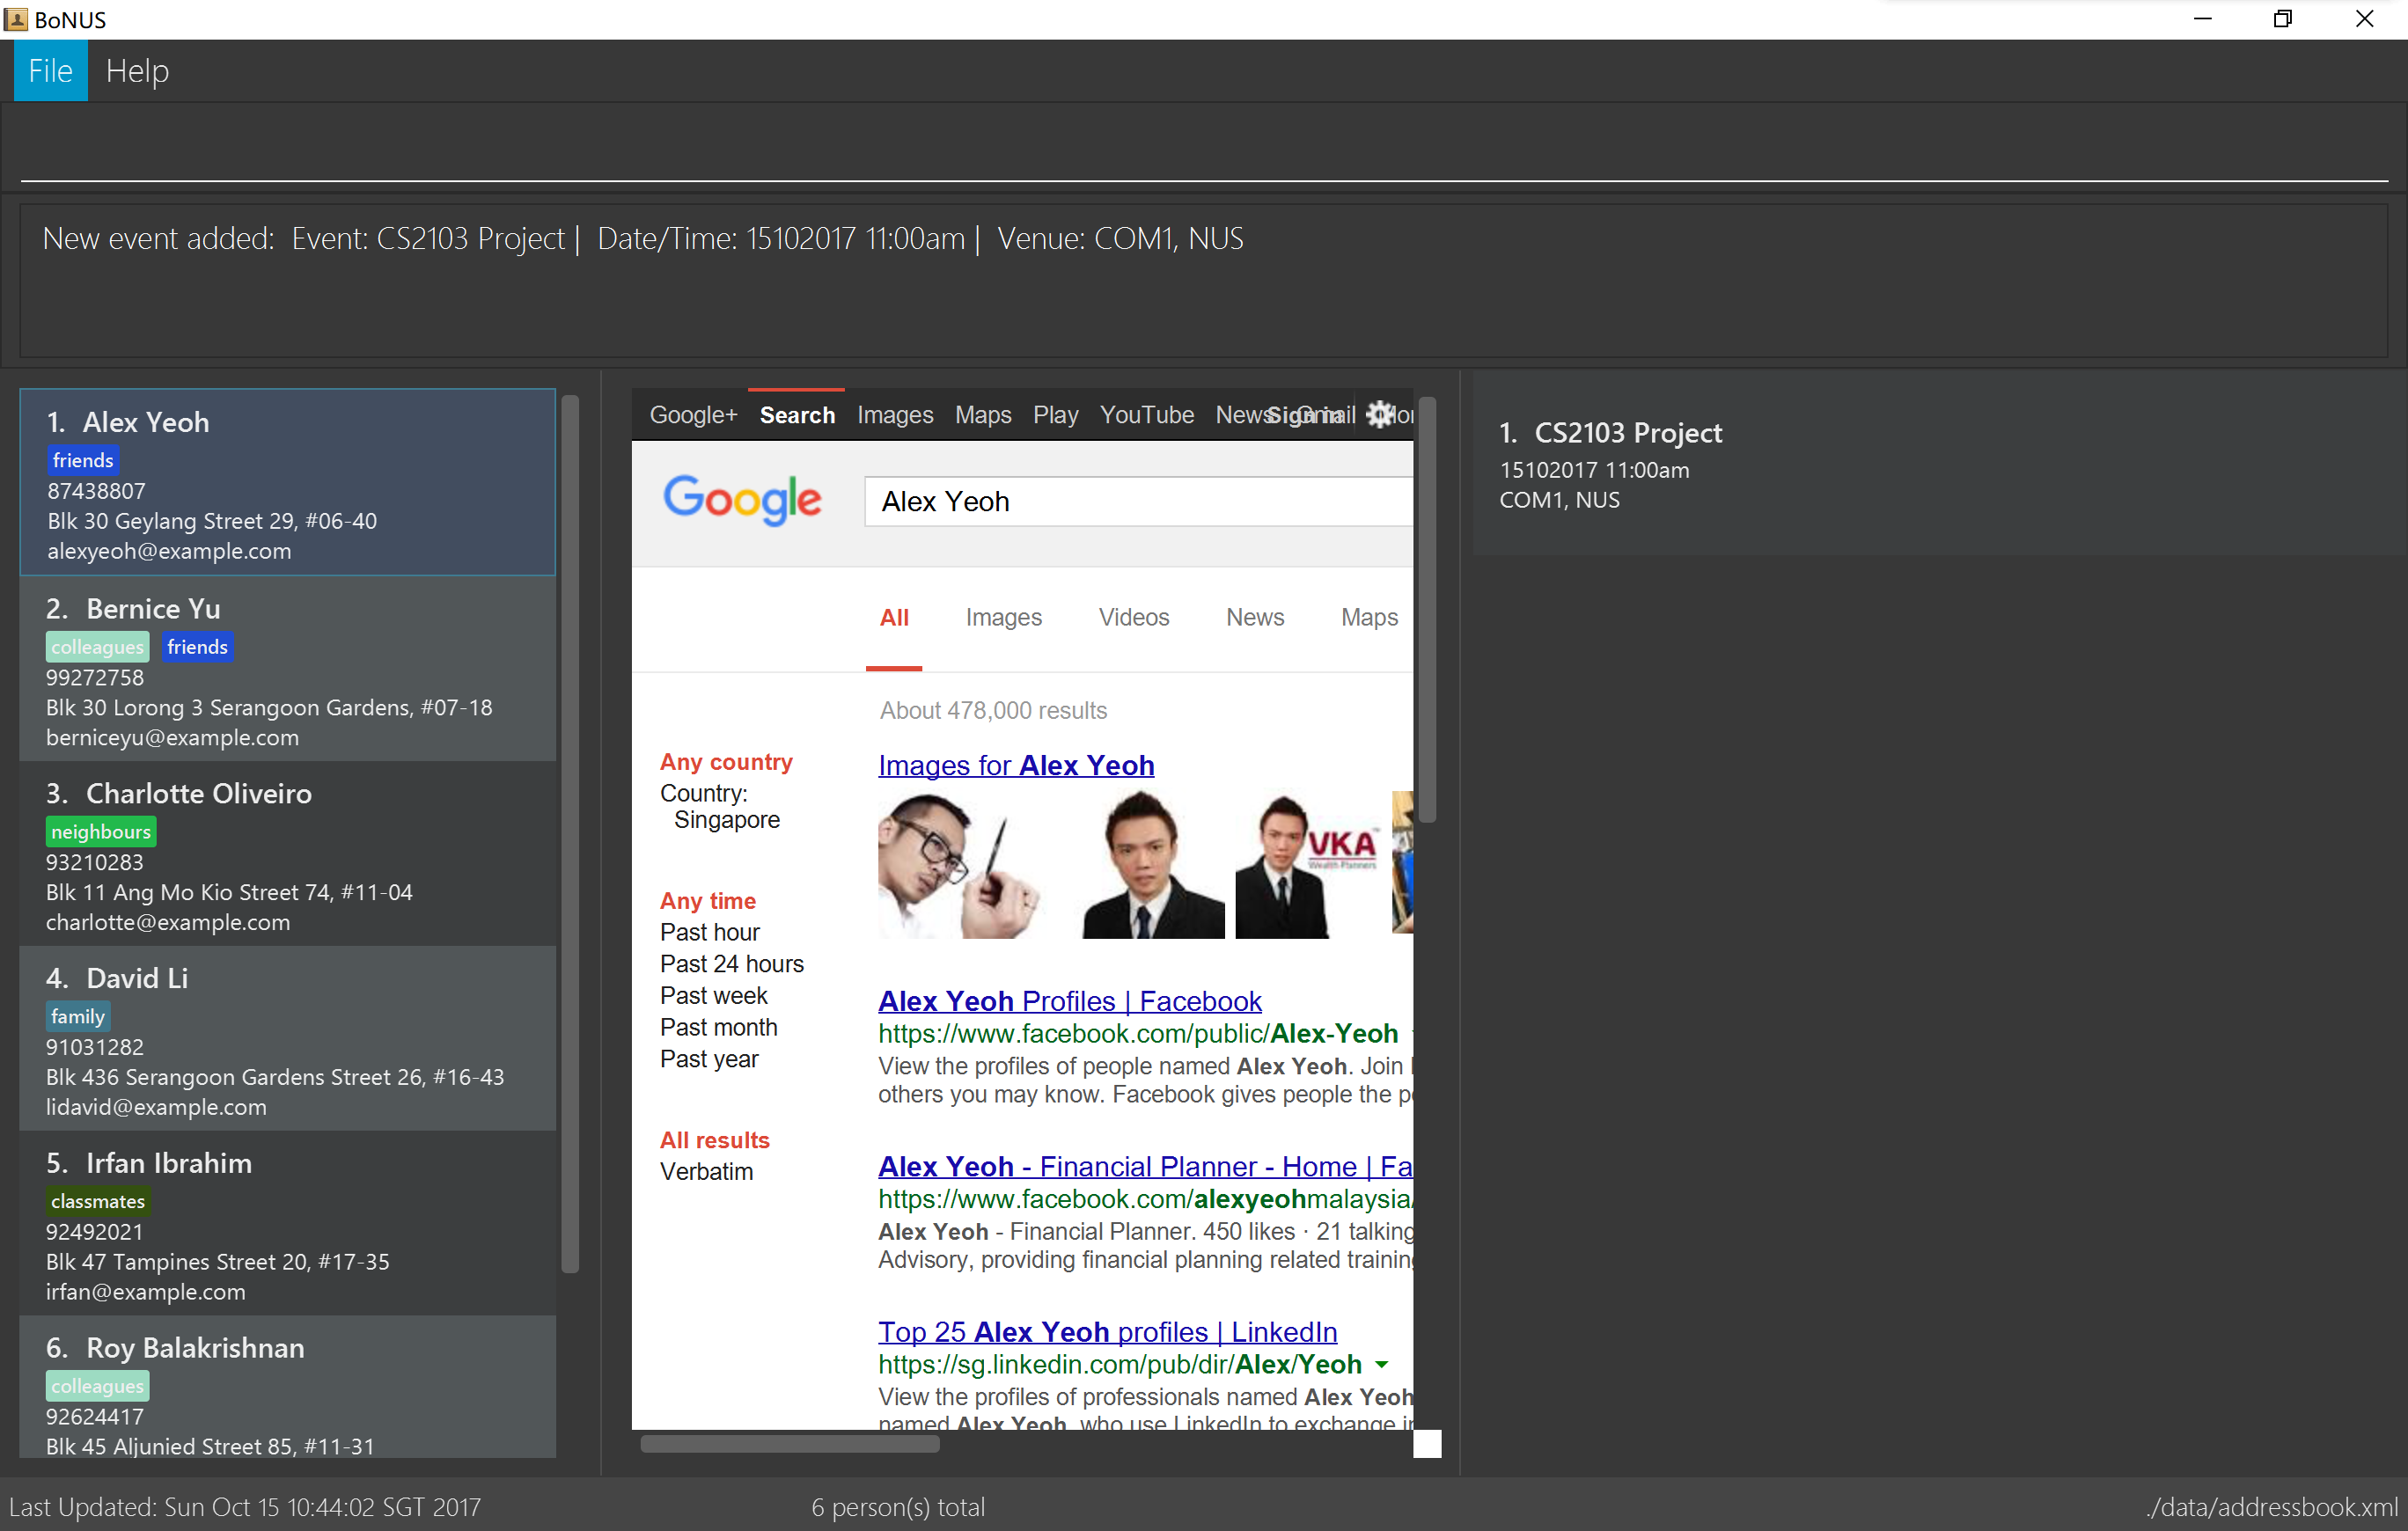 BoNUS
File Help
New event added: Event: CS2103 Project | Date/Time: 15102017 11:00am | Venue: COM1, NUS
1. Alex Yeoh
friends
87438807
Blk 30 Geylang Street 29, #06-40
alexyeoh@example.com
2. Bernice Yu
colleagues friends
99272758
Blk 30 Lorong 3 Serangoon Gardens, #07-18
berniceyu@example.com
3. Charlotte Oliveiro
neighbours
93210283
Blk 11 Ang Mo Kio Street 74, #11-04
charlotte@example.com
4. David Li
family
91031282
Blk 436 Serangoon Gardens Street 26, #16-43
lidavid@example.com
5. Irfan Ibrahim
classmates
92492021
Blk 47 Tampines Street 20, #17-35
irfan@example.com
6. Roy Balakrishnan
colleagues
92624417
Blk 45 Aljunied Street 85, #11-31
Google+ Search Images Maps Play YouTube News Sign in Gmail
Google Alex Yeoh
All Images Videos News Maps
About 478,000 results
Any country
Country:
Singapore
Any time
Past hour
Past 24 hours
Past week
Past month
Past year
All results
Verbatim
Images for Alex Yeoh
VKA
Wealth Planners
Alex Yeoh Profiles | Facebook
https://www.facebook.com/public/Alex-Yeoh
View the profiles of people named Alex Yeoh. Join
others you may know. Facebook gives people the
Alex Yeoh - Financial Planner - Home | Fa
https://www.facebook.com/alexyeohmalaysia/
Alex Yeoh - Financial Planner. 450 likes · 21 talking
Advisory, providing financial planning related training
Top 25 Alex Yeoh profiles | LinkedIn
https://sg.linkedin.com/pub/dir/Alex/Yeoh
View the profiles of professionals named Alex Yeoh
named Alex Yeoh, who use LinkedIn to exchange
1. CS2103 Project
15102017 11:00am
COM1, NUS
Last Updated: Sun Oct 15 10:44:02 SGT 2017 6 person(s) total ./data/addressbook.xml